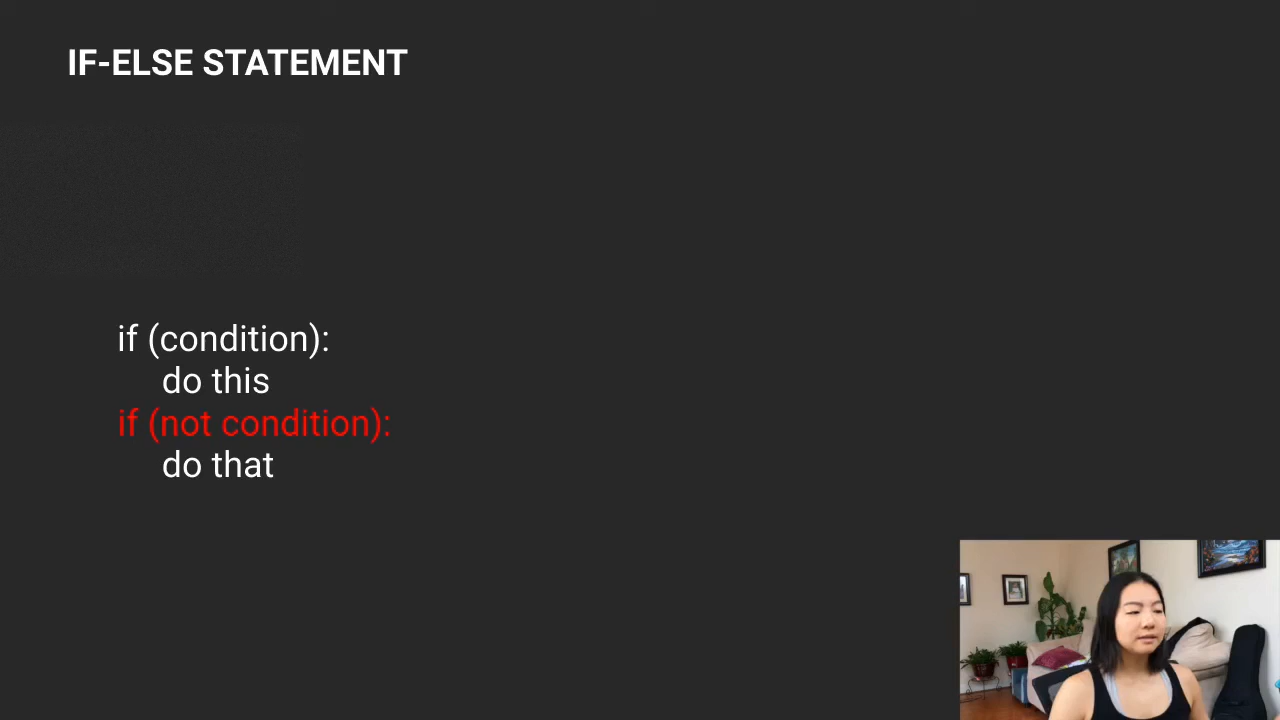 IF-ELSE STATEMENT
if (condition):
do this
if (not condition):
do that